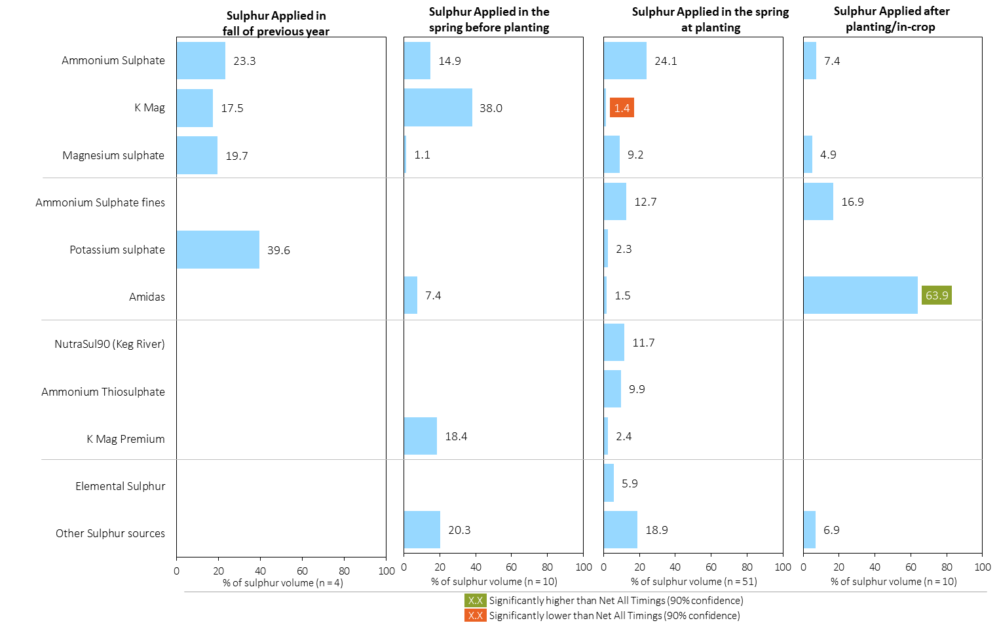 Sulphur Applied in
fall of previous year
Sulphur Applied in the
spring before planting
Sulphur Applied in the spring
at planting
Sulphur Applied after
planting/in-crop
Ammonium Sulphate 23.3 14.9 24.1 7.4
K Mag 17.5 38.0 1.4
Magnesium sulphate 19.7 1.1 9.2 4.9
Ammonium Sulphate fines 12.7 16.9
Potassium sulphate 39.6 2.3
Amidas 7.4 1.5 63.9
NutraSul90 (Keg River) 11.7
Ammonium Thiosulphate 9.9
K Mag Premium 18.4 2.4
Elemental Sulphur 5.9
Other Sulphur sources 20.3 18.9 6.9
0 20 40 60 80 100 0 20 40 60 80 100 0 20 40 60 80 100 0 20 40 60 80 100
% of sulphur volume (n = 4) % of sulphur volume (n = 10) % of sulphur volume (n = 51) % of sulphur volume (n = 10)
X.X Significantly higher than Net All Timings (90% confidence)
X.X Significantly lower than Net All Timings (90% confidence)